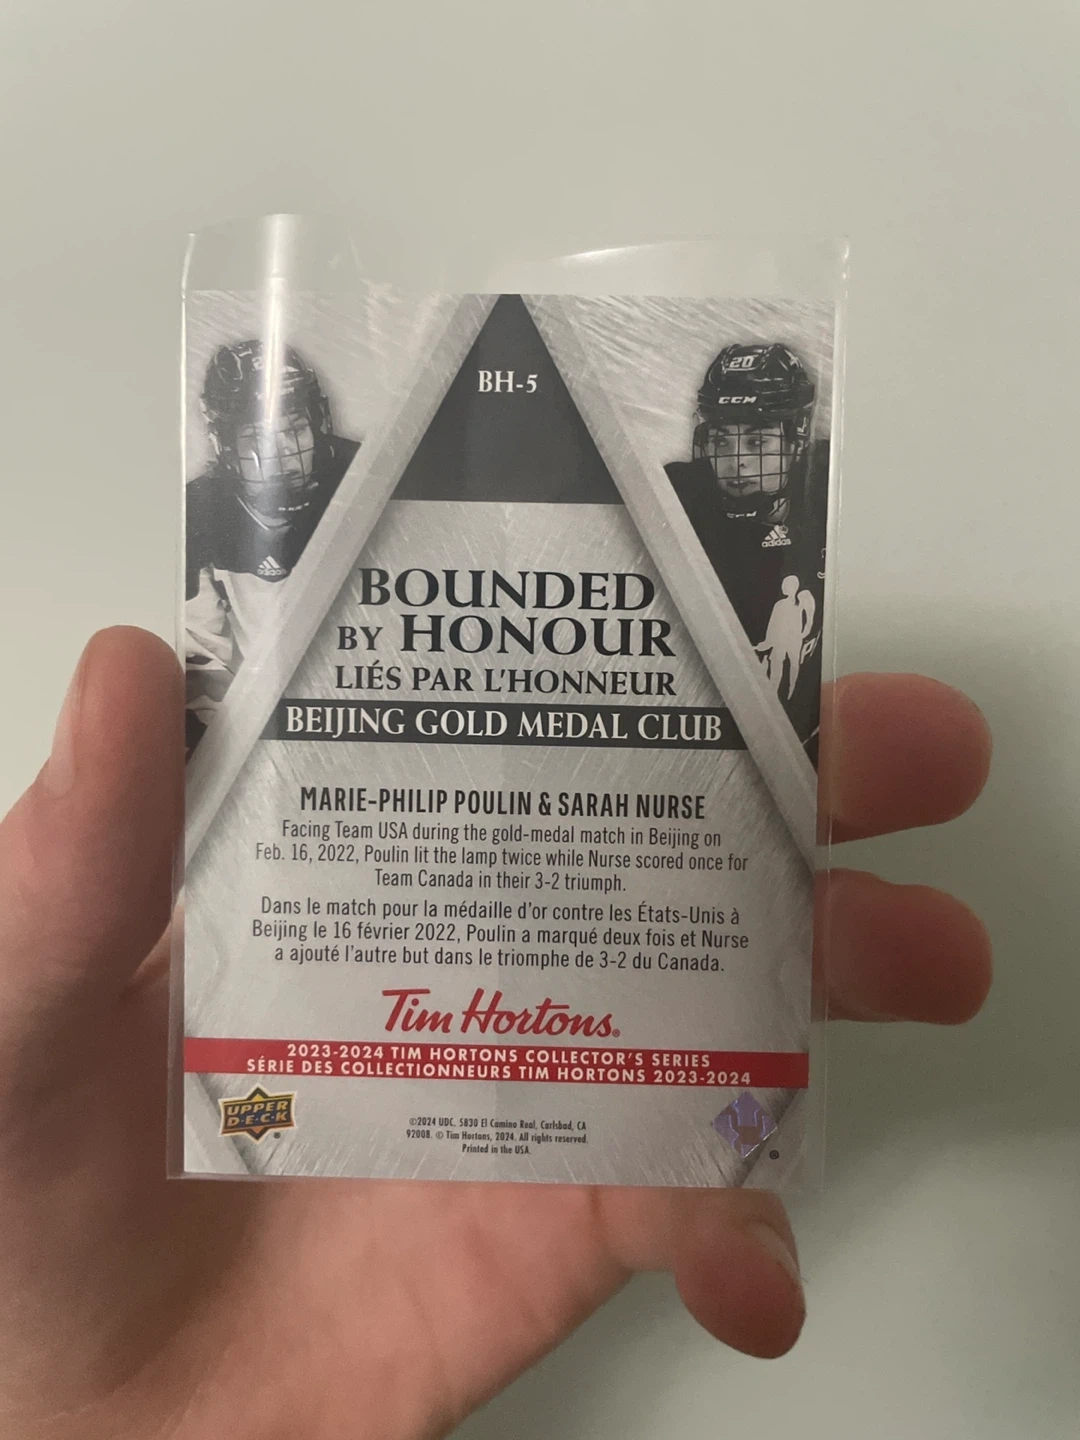 BH-5
20
CCM
adidas
adidas
BOUNDED
BY HONOUR
LIÉS PAR L'HONNEUR
BEIJING GOLD MEDAL CLUB
MARIE-PHILIP POULIN & SARAH NURSE
Facing Team USA during the gold-medal match in Beijing on
Feb. 16, 2022, Poulin lit the lamp twice while Nurse scored once for
Team Canada in their 3-2 triumph.
Dans le match pour la médaille d'or contre les États-Unis à
Beijing le 16 février 2022, Poulin a marqué deux fois et Nurse
a ajouté l'autre but dans le triomphe de 3-2 du Canada.
Tim Hortons®
2023-2024 TIM HORTONS COLLECTOR'S SERIES
SÉRIE DES COLLECTIONNEURS TIM HORTONS 2023-2024
UPPER
D·E·C·K®
©2024 UDC. 5830 El Camino Real, Carlsbad, CA
92008. © Tim Hortons, 2024. All rights reserved.
Printed in the USA.
®